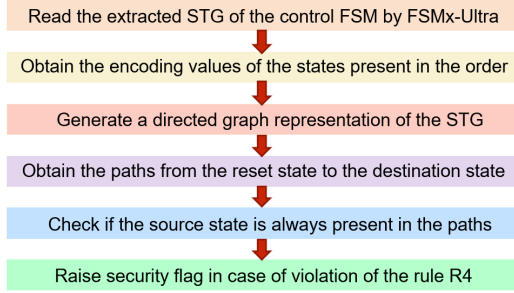 Read the extracted STG of the control FSM by FSMx-Ultra
Obtain the encoding values of the states present in the order
Generate a directed graph representation of the STG
Obtain the paths from the reset state to the destination state
Check if the source state is always present in the paths
Raise security flag in case of violation of the rule R4